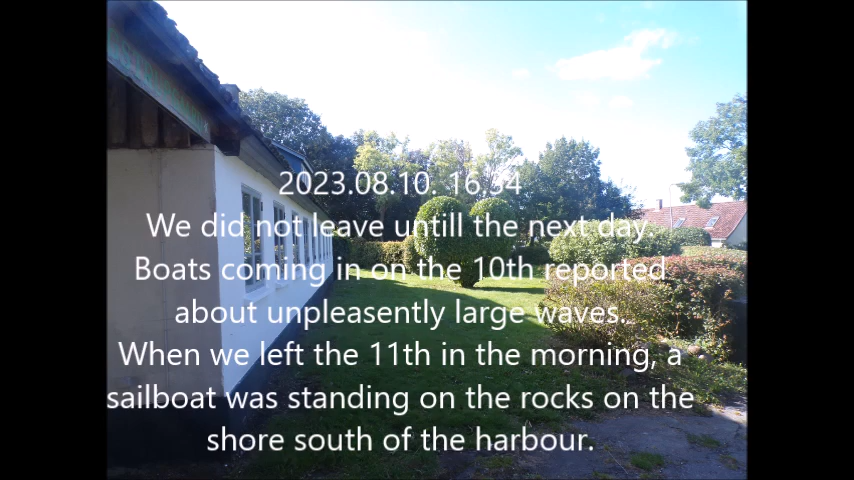 2023.08.10. 16.34
We did not leave untill the next day.
Boats coming in on the 10th reported
about unpleasently large waves.
When we left the 11th in the morning, a
sailboat was standing on the rocks on the
shore south of the harbour.